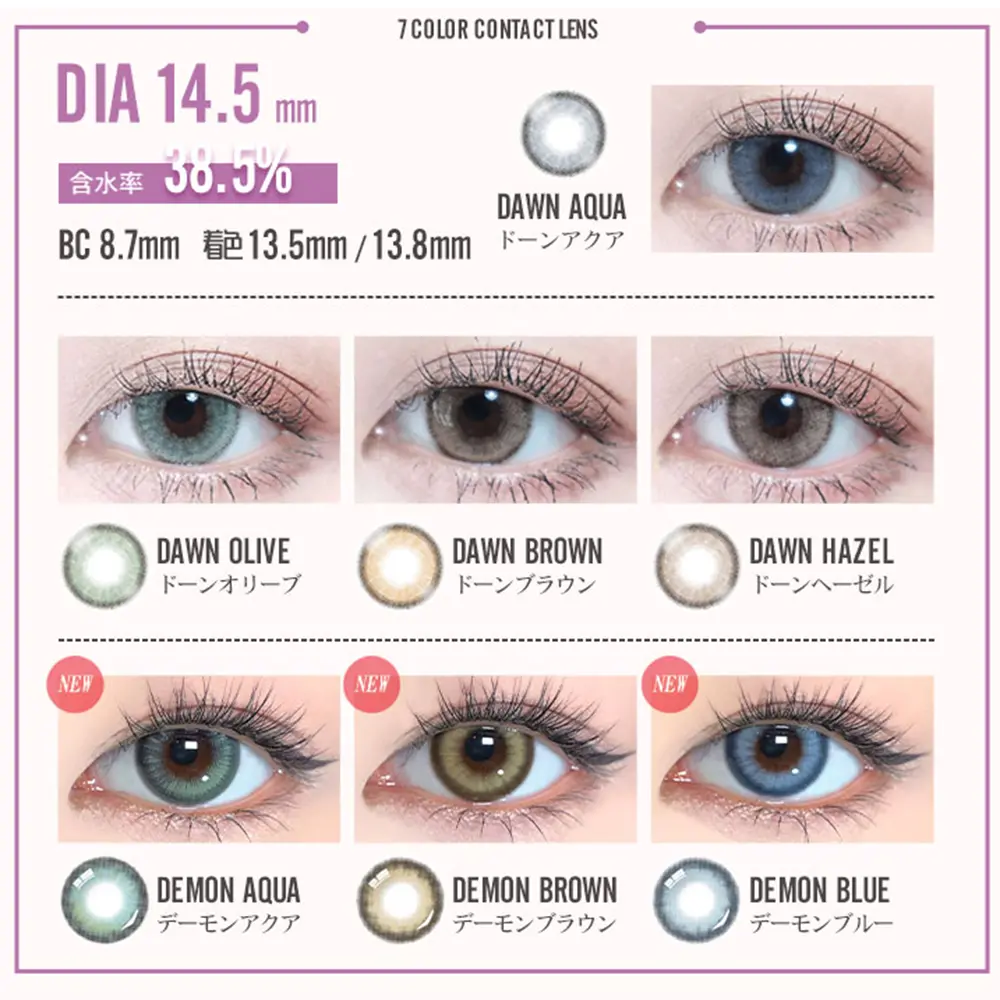 7 COLOR CONTACT LENS
DIA 14.5 mm
含水率 38.5%
BC 8.7mm 着色 13.5mm / 13.8mm
DAWN AQUA
ドーンアクア
DAWN OLIVE
ドーンオリーブ
DAWN BROWN
ドーンブラウン
DAWN HAZEL
ドーンヘーゼル
NEW
DEMON AQUA
デーモンアクア
NEW
DEMON BROWN
デーモンブラウン
NEW
DEMON BLUE
デーモンブルー